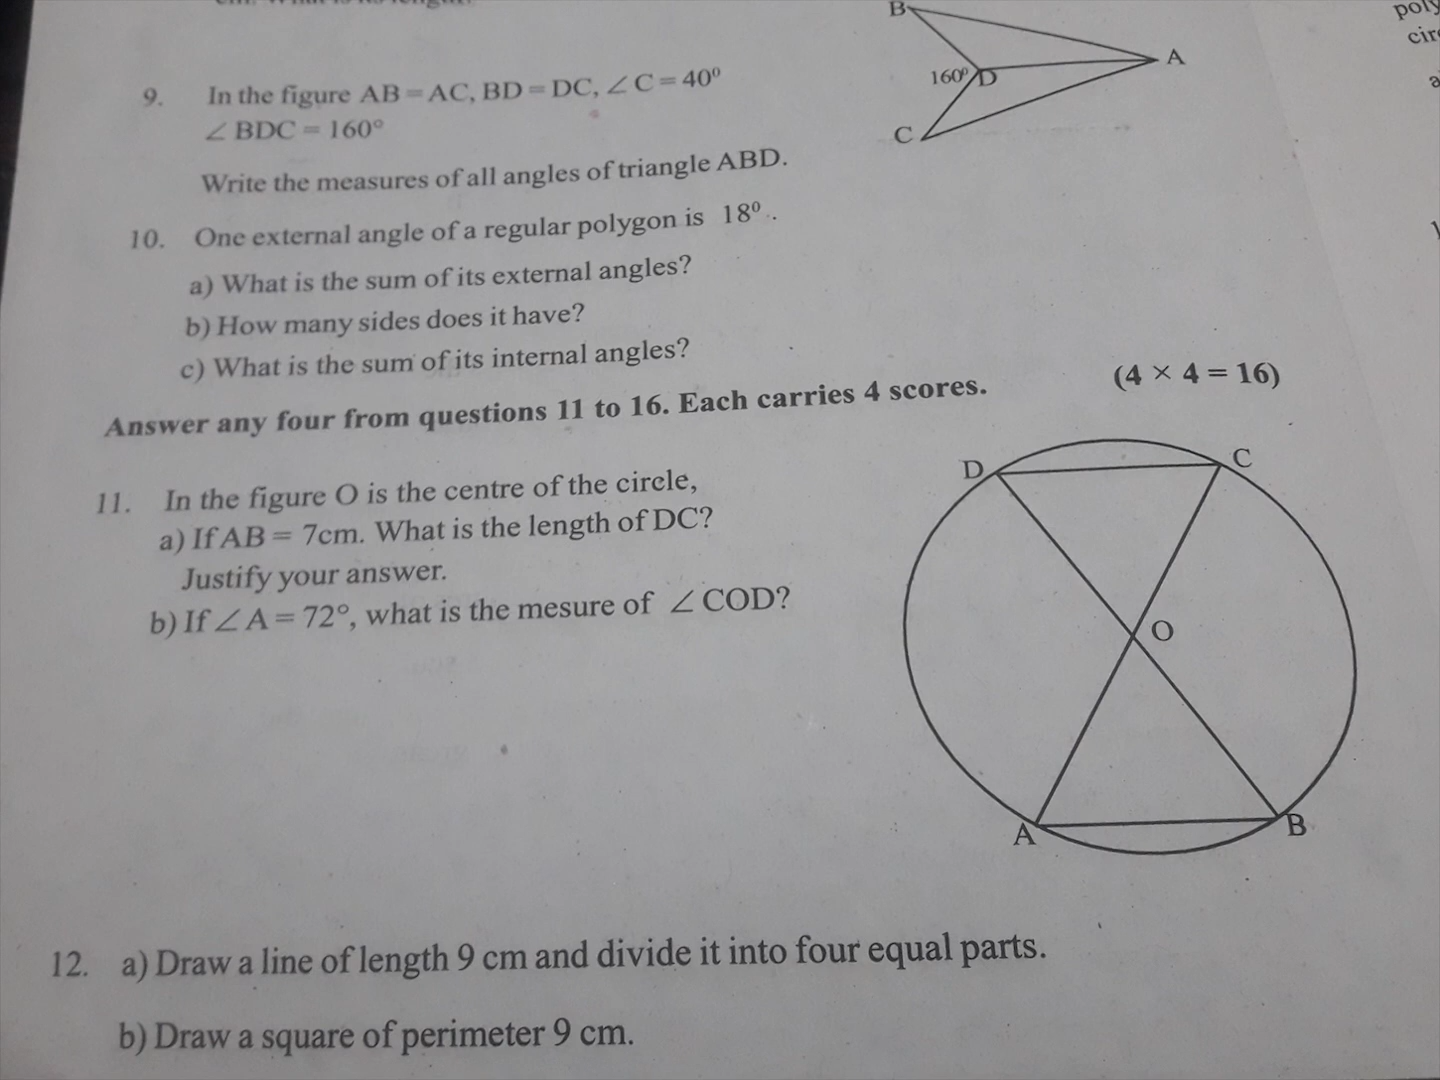 B
A
160⁰
D
C
9. In the figure AB = AC, BD = DC, ∠C = 40⁰
∠BDC = 160°
Write the measures of all angles of triangle ABD.
10. One external angle of a regular polygon is 18⁰.
a) What is the sum of its external angles?
b) How many sides does it have?
c) What is the sum of its internal angles?
Answer any four from questions 11 to 16. Each carries 4 scores. (4 × 4 = 16)
11. In the figure O is the centre of the circle,
a) If AB = 7cm. What is the length of DC?
Justify your answer.
b) If ∠A = 72°, what is the mesure of ∠COD?
D
C
O
A
B
12. a) Draw a line of length 9 cm and divide it into four equal parts.
b) Draw a square of perimeter 9 cm.